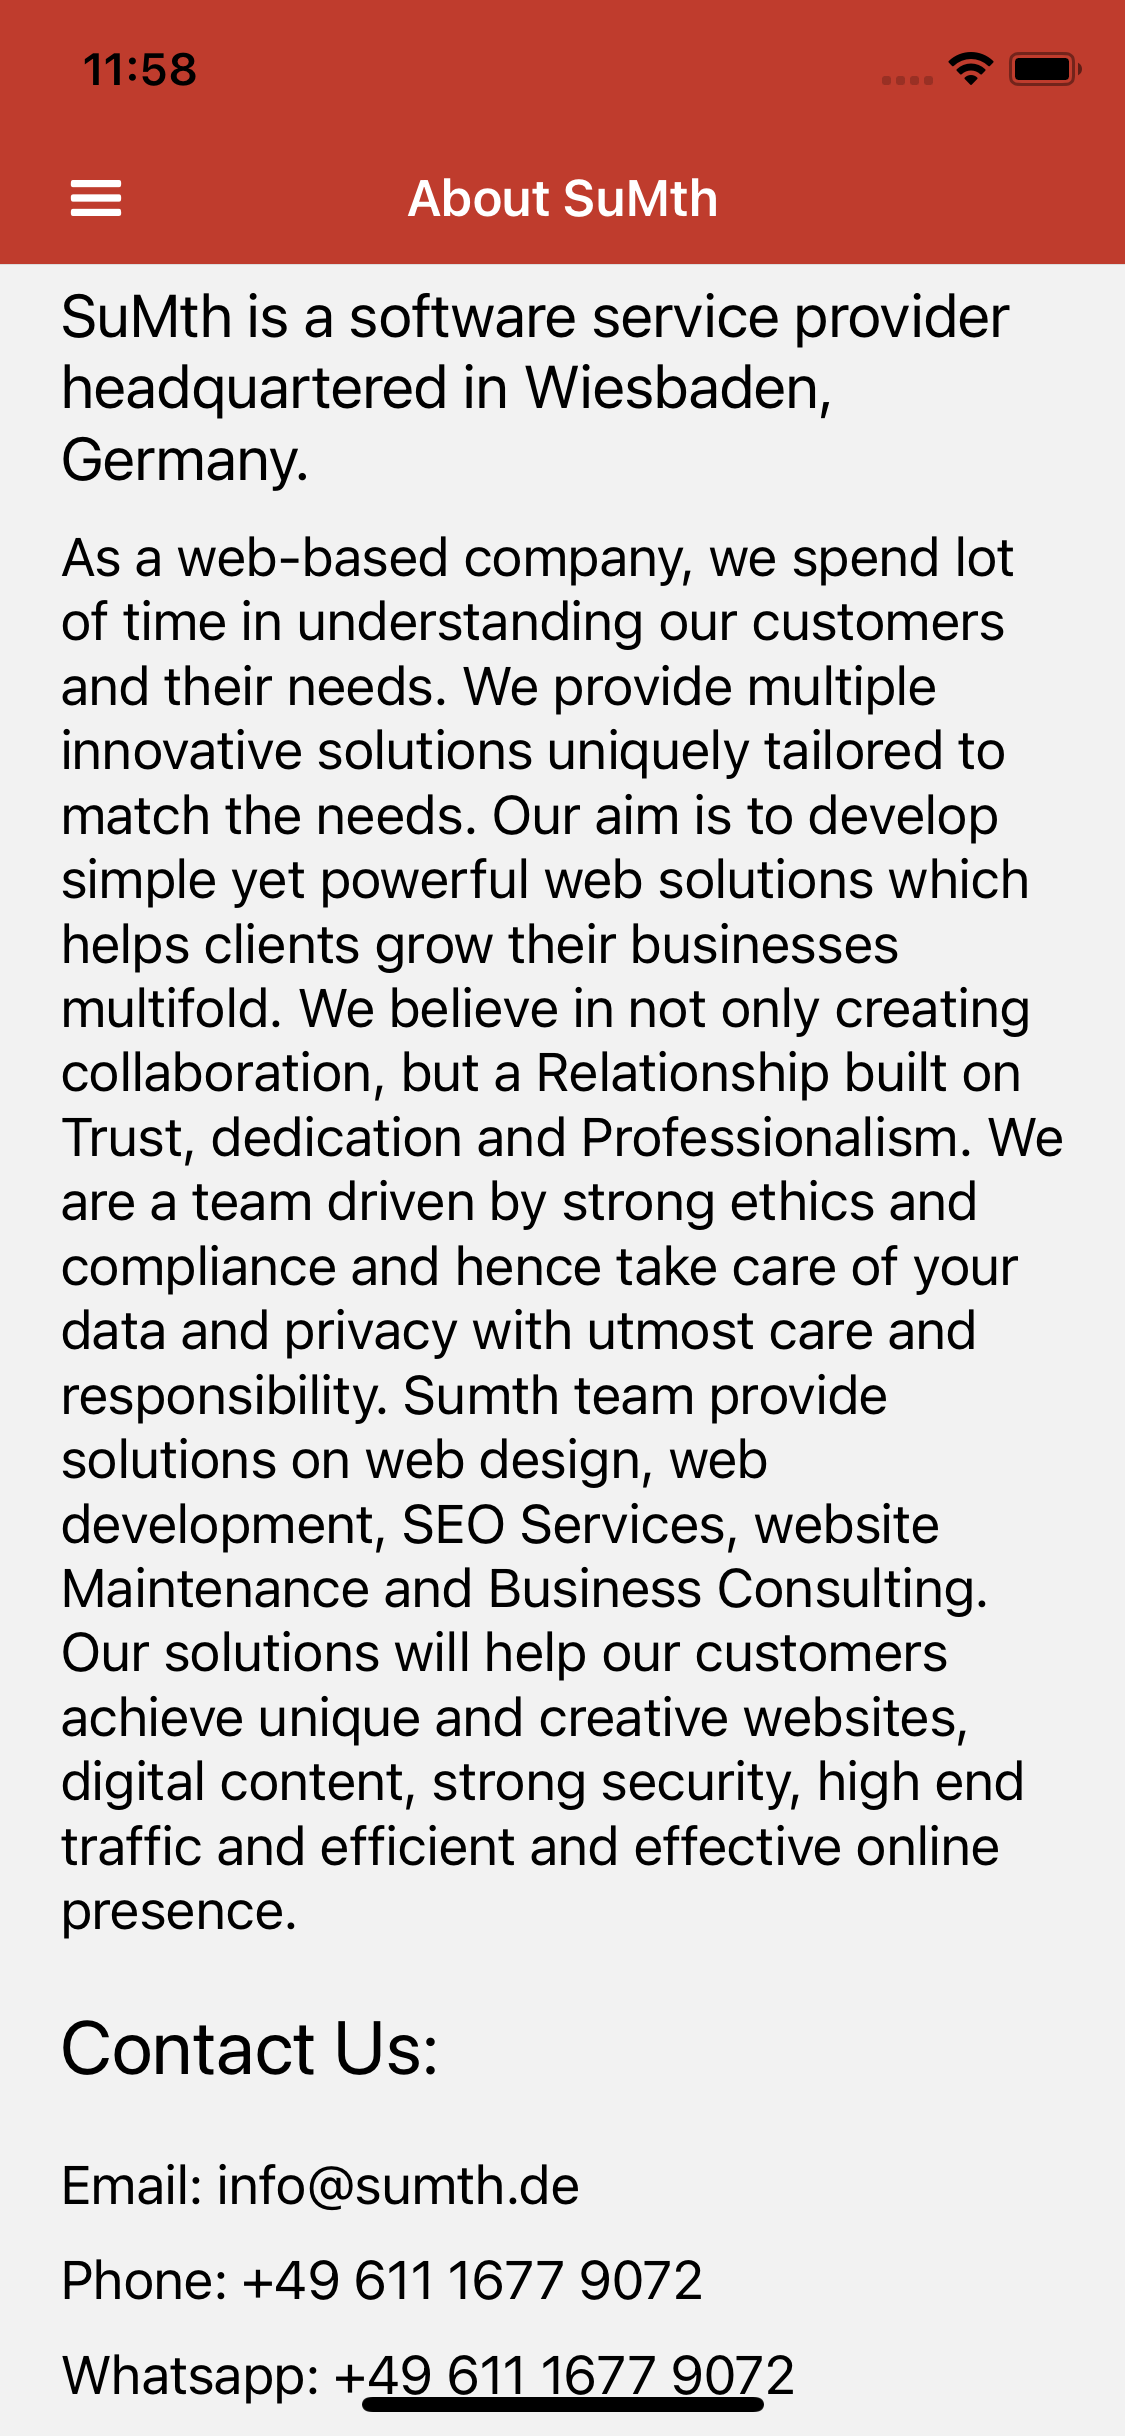 11:58
About SuMth
SuMth is a software service provider
headquartered in Wiesbaden,
Germany.
As a web-based company, we spend lot
of time in understanding our customers
and their needs. We provide multiple
innovative solutions uniquely tailored to
match the needs. Our aim is to develop
simple yet powerful web solutions which
helps clients grow their businesses
multifold. We believe in not only creating
collaboration, but a Relationship built on
Trust, dedication and Professionalism. We
are a team driven by strong ethics and
compliance and hence take care of your
data and privacy with utmost care and
responsibility. Sumth team provide
solutions on web design, web
development, SEO Services, website
Maintenance and Business Consulting.
Our solutions will help our customers
achieve unique and creative websites,
digital content, strong security, high end
traffic and efficient and effective online
presence.
Contact Us:
Email: info@sumth.de
Phone: +49 611 1677 9072
Whatsapp: +49 611 1677 9072